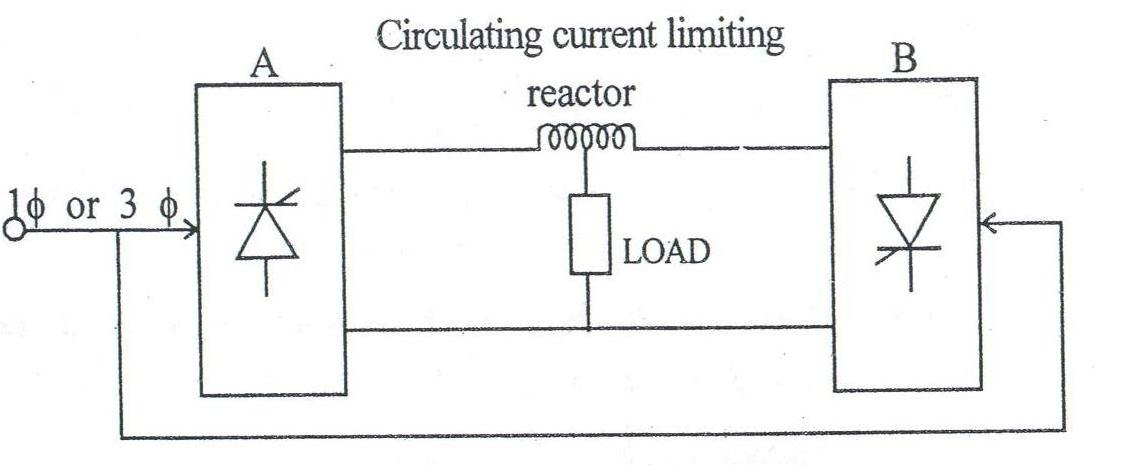 Circulating current limiting
reactor
A
B
1ϕ or 3 ϕ
LOAD